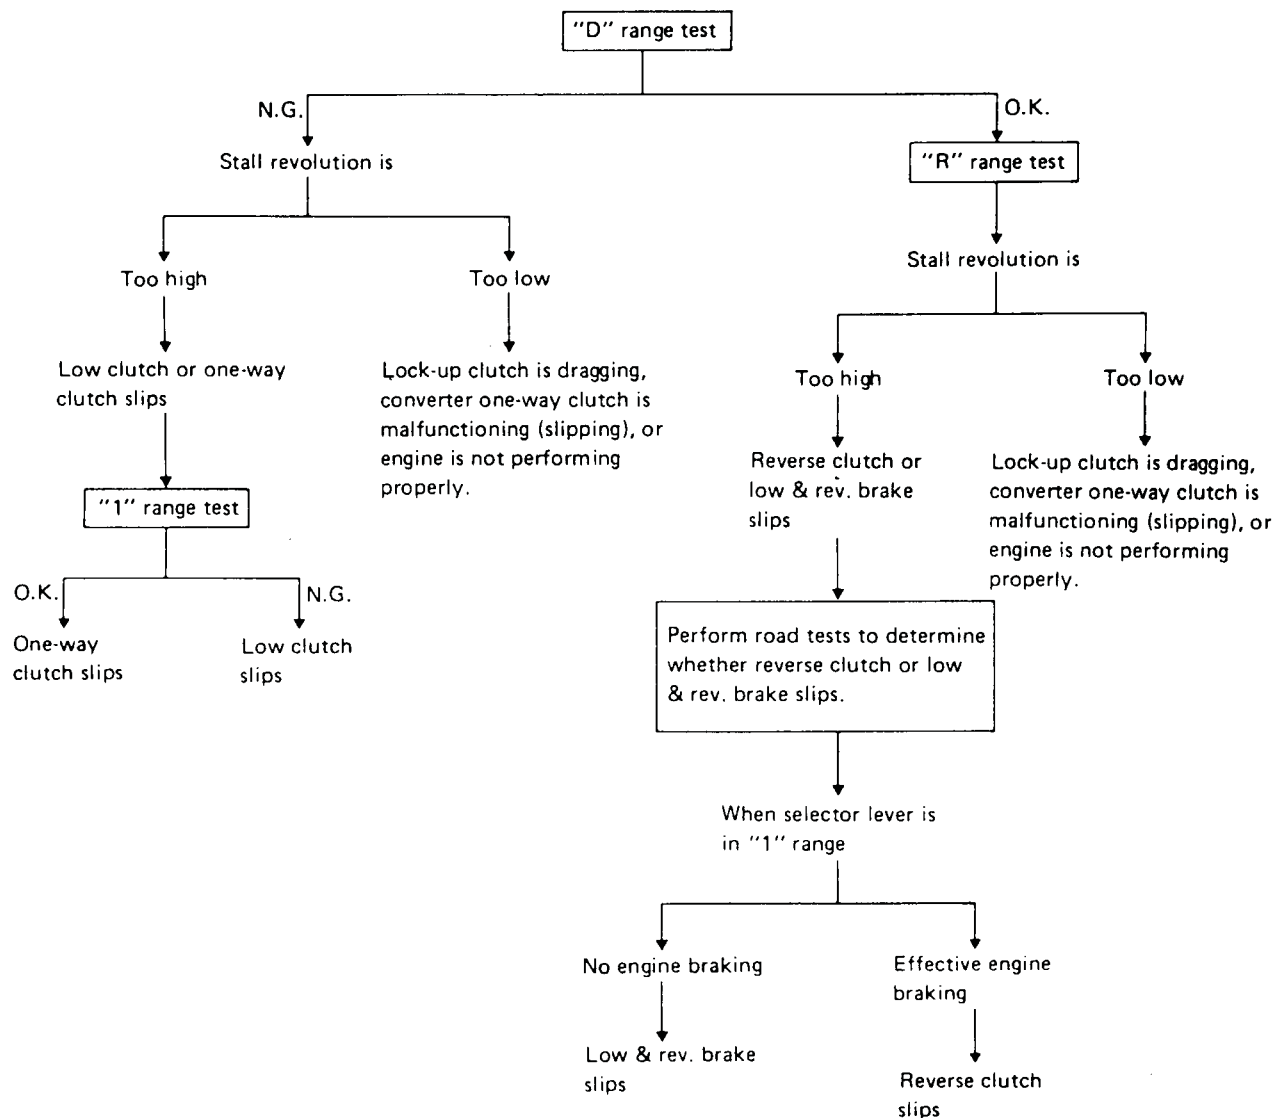 "D" range test
N.G.
O.K.
Stall revolution is
"R" range test
Too high
Too low
Stall revolution is
Low clutch or one-way
clutch slips
Lock-up clutch is dragging,
converter one-way clutch is
malfunctioning (slipping), or
engine is not performing
properly.
Too high
Too low
"1" range test
Reverse clutch or
low & rev. brake
slips
Lock-up clutch is dragging,
converter one-way clutch is
malfunctioning (slipping), or
engine is not performing
properly.
O.K.
N.G.
One-way
clutch slips
Low clutch
slips
Perform road tests to determine
whether reverse clutch or low
& rev. brake slips.
When selector lever is
in "1" range
No engine braking
Effective engine
braking
Low & rev. brake
slips
Reverse clutch
slips